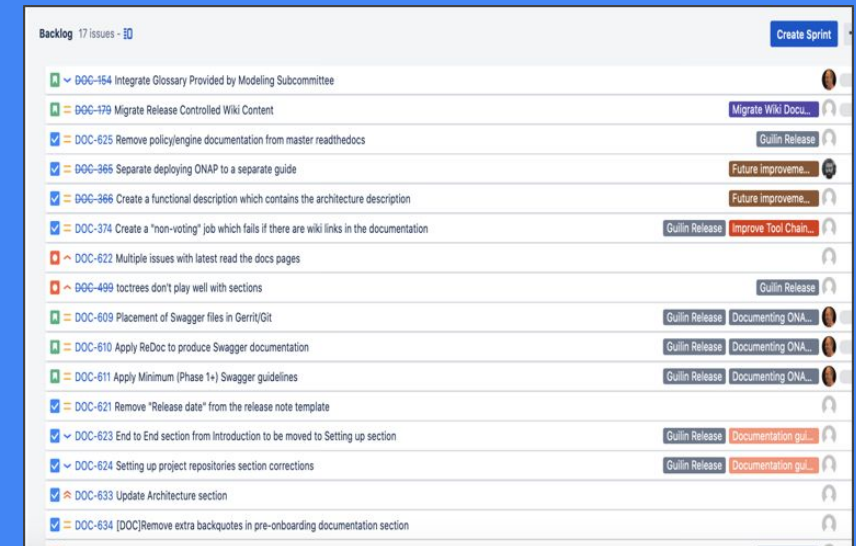 Backlog 17 issues - Create Sprint
DOC-154 Integrate Glossary Provided by Modeling Subcommittee
DOC-179 Migrate Release Controlled Wiki Content Migrate Wiki Docu...
DOC-625 Remove policy/engine documentation from master readthedocs Guilin Release
DOC-365 Separate deploying ONAP to a separate guide Future improveme...
DOC-366 Create a functional description which contains the architecture description Future improveme...
DOC-374 Create a "non-voting" job which fails if there are wiki links in the documentation Guilin Release Improve Tool Chain...
DOC-622 Multiple issues with latest read the docs pages
DOC-499 toctrees don't play well with sections Guilin Release
DOC-609 Placement of Swagger files in Gerrit/Git Guilin Release Documenting ONA...
DOC-610 Apply ReDoc to produce Swagger documentation Guilin Release Documenting ONA...
DOC-611 Apply Minimum (Phase 1+) Swagger guidelines Guilin Release Documenting ONA...
DOC-621 Remove "Release date" from the release note template
DOC-623 End to End section from Introduction to be moved to Setting up section Guilin Release Documentation gui...
DOC-624 Setting up project repositories section corrections Guilin Release Documentation gui...
DOC-633 Update Architecture section
DOC-634 [DOC]Remove extra backquotes in pre-onboarding documentation section